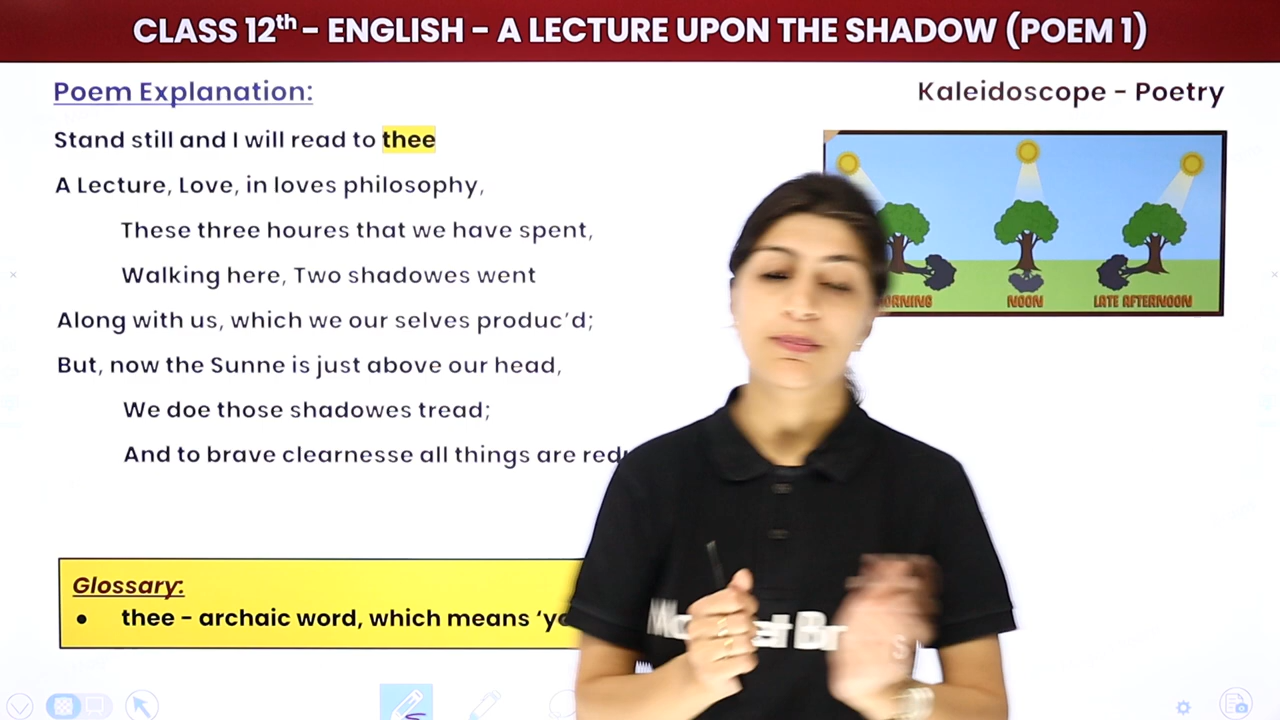 CLASS 12th – ENGLISH – A LECTURE UPON THE SHADOW (POEM 1)
Poem Explanation:
Kaleidoscope – Poetry
Stand still and I will read to thee
A Lecture, Love, in loves philosophy,
These three houres that we have spent,
Walking here, Two shadowes went
Along with us, which we our selves produc'd;
But, now the Sunne is just above our head,
We doe those shadowes tread;
And to brave clearnesse all things are
NOON
LATE AFTERNOON
Glossary:
• thee – archaic word, which means